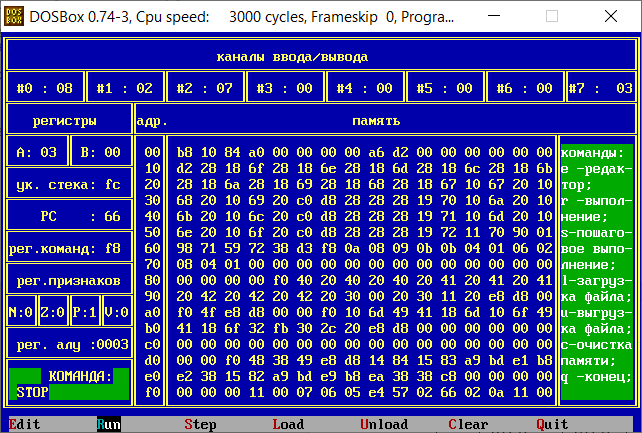 DOSBox 0.74-3, Cpu speed: 3000 cycles, Frameskip 0, Progra...
каналы ввода/вывода
#0 : 08 #1 : 02 #2 : 07 #3 : 00 #4 : 00 #5 : 00 #6 : 00 #7 : 03
регистры адр. память
A: 03 B: 00 00 b8 10 84 a0 00 00 00 00 a6 d2 00 00 00 00 00 00 команды:
10 d2 28 18 6f 28 18 6e 28 18 6d 28 18 6c 28 18 6b e -редак-
ук. стека: fc 20 28 18 6a 28 18 69 28 18 68 28 18 67 10 67 20 10 тор;
30 68 20 10 69 20 c0 d8 28 28 28 19 70 10 6a 20 10 r -выпол-
PC : 66 40 6b 20 10 6c 20 c0 d8 28 28 28 19 71 10 6d 20 10 нение;
50 6e 20 10 6f 20 c0 d8 28 28 28 19 72 11 70 90 01 s-пошаго-
рег.команд: f8 60 98 71 59 72 38 d3 f8 0a 08 09 0b 0b 04 01 06 02 вое выпо-
70 08 04 01 00 00 00 00 00 00 00 00 00 00 00 00 00 лнение;
рег.признаков 80 00 00 00 00 f0 40 20 40 20 40 20 41 20 41 20 41 l-загруз-
90 20 42 20 42 20 42 20 30 00 20 30 11 20 e8 d8 00 ка файла;
N:0 Z:0 P:1 V:0 a0 f0 4f e8 d8 00 00 f0 10 6d 49 41 18 6d 10 6f 49 u-выгруз-
b0 41 18 6f 32 fb 30 2c 20 e8 d8 00 00 00 00 00 00 ка файла;
рег. алу :0003 c0 00 00 00 00 00 00 00 00 00 00 00 00 00 00 00 00 c-очистка
d0 00 00 f0 48 38 49 e8 d8 14 84 15 83 a9 bd e1 b8 памяти;
КОМАНДА: e0 e2 38 15 82 a9 bd e9 b8 ea 38 38 c8 00 00 00 00 q -конец;
STOP f0 00 00 00 11 00 07 06 05 e4 57 02 66 02 0a 11 00
Edit Run Step Load Unload Clear Quit